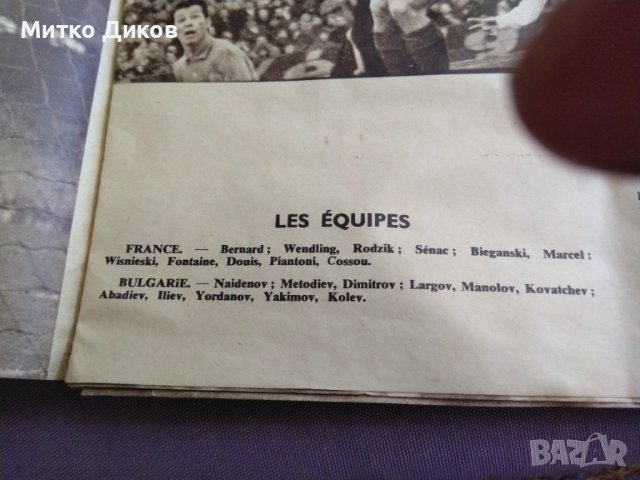 Митко Диков
LES ÉQUIPES
FRANCE. — Bernard ; Wendling, Rodzik ; Sénac ; Bieganski, Marcel ;
Wisnieski, Fontaine, Douis, Piantoni, Cossou.
BULGARiE. — Naidenov ; Metodiev, Dimitrov ; Largov, Manolov, Kovatchev ;
Abadiev, Iliev, Yordanov, Yakimov, Kolev.
BAZAR